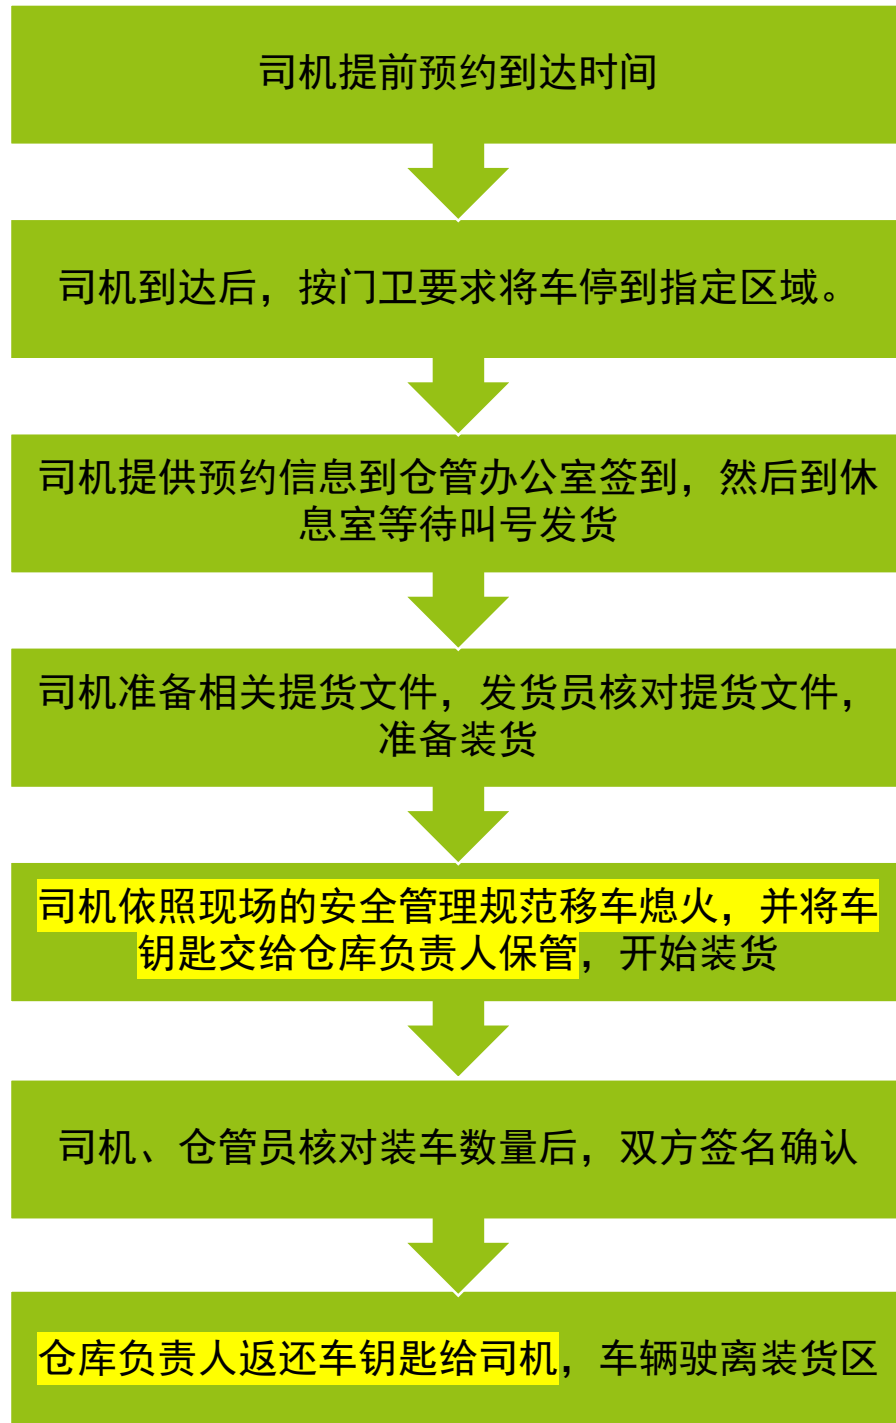 司机提前预约到达时间
司机到达后，按门卫要求将车停到指定区域。
司机提供预约信息到仓管办公室签到，然后到休
息室等待叫号发货
司机准备相关提货文件，发货员核对提货文件，
准备装货
司机依照现场的安全管理规范移车熄火，并将车
钥匙交给仓库负责人保管，开始装货
司机、仓管员核对装车数量后，双方签名确认
仓库负责人返还车钥匙给司机，车辆驶离装货区